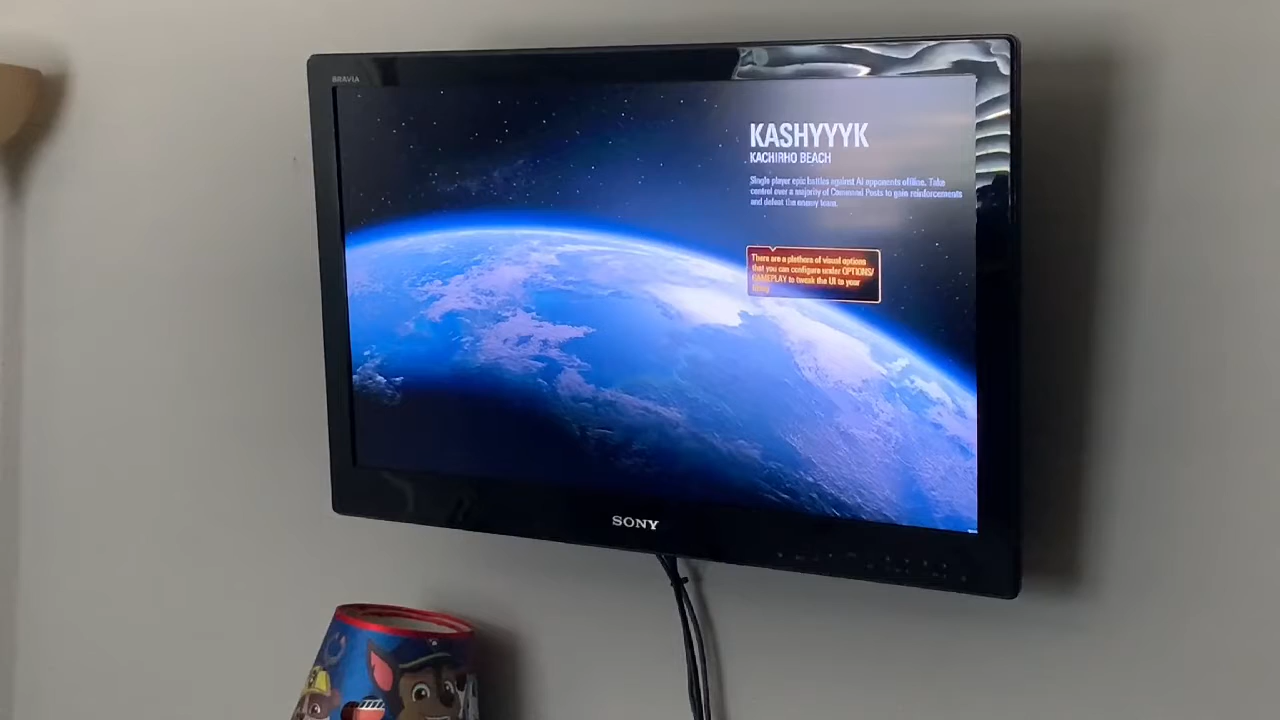 BRAVIA
KASHYYYK
KACHIRHO BEACH
Single player epic battles against AI opponents offline. Take
control over a majority of Command Posts to gain reinforcements
and defeat the enemy team.
There are a plethora of visual options
that you can configure under OPTIONS/
GAMEPLAY to tweak the UI to your
liking.
SONY